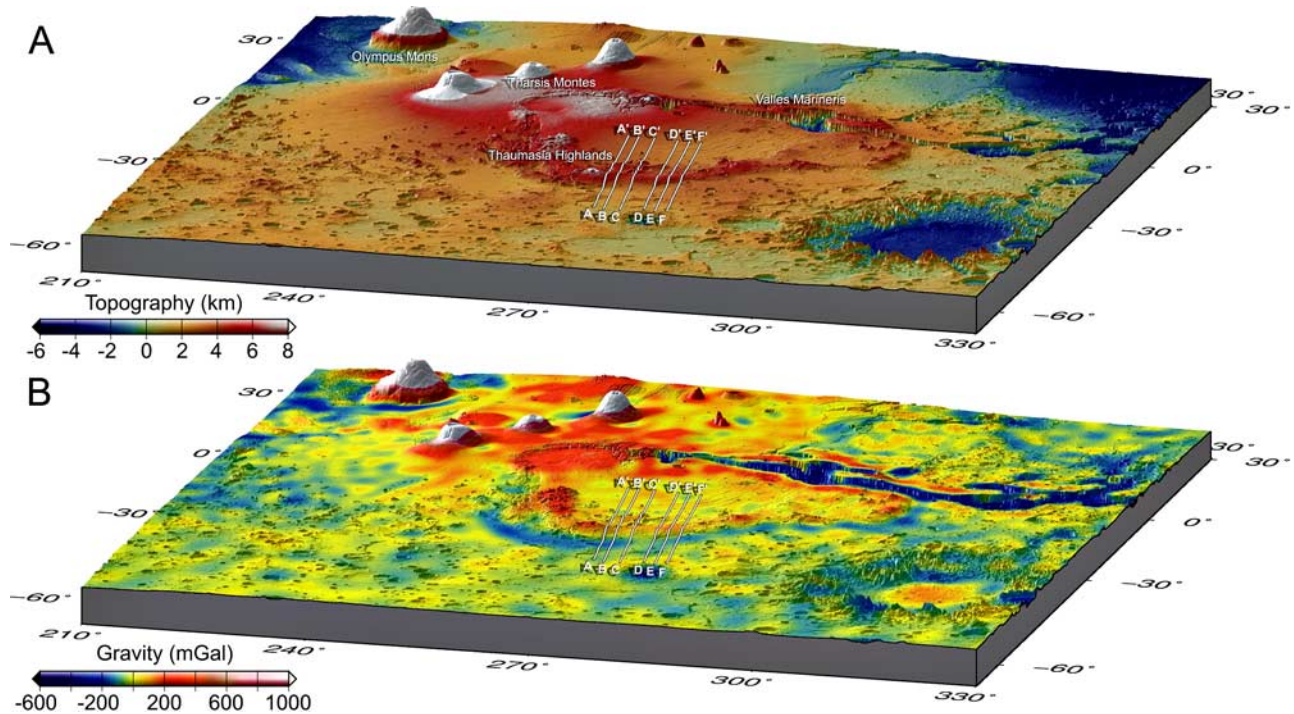 A
30°
Olympus Mons
Tharsis Montes
Valles Marineris
0°
30°
A' B' C' D' E' F'
Thaumasia Highlands
-30°
0°
A B C D E F
-30°
-60°
210°
240°
270°
300°
-60°
330°
Topography (km)
-6 -4 -2 0 2 4 6 8
B
30°
30°
0°
A' B' C' D' E' F'
-30°
0°
A B C D E F
-30°
-60°
210°
240°
270°
300°
-60°
330°
Gravity (mGal)
-600 -200 200 600 1000